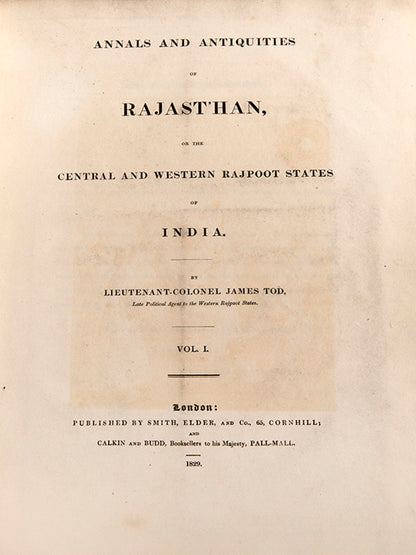 ANNALS AND ANTIQUITIES
OF
RAJAST'HAN,
OR THE
CENTRAL AND WESTERN RAJPOOT STATES
OF
INDIA.
BY
LIEUTENANT-COLONEL JAMES TOD,
Late Political Agent to the Western Rajpoot States.
VOL. I.
London:
PUBLISHED BY SMITH, ELDER, AND Co., 65, CORNHILL;
AND
CALKIN AND BUDD, Booksellers to his Majesty, PALL-MALL.
1829.